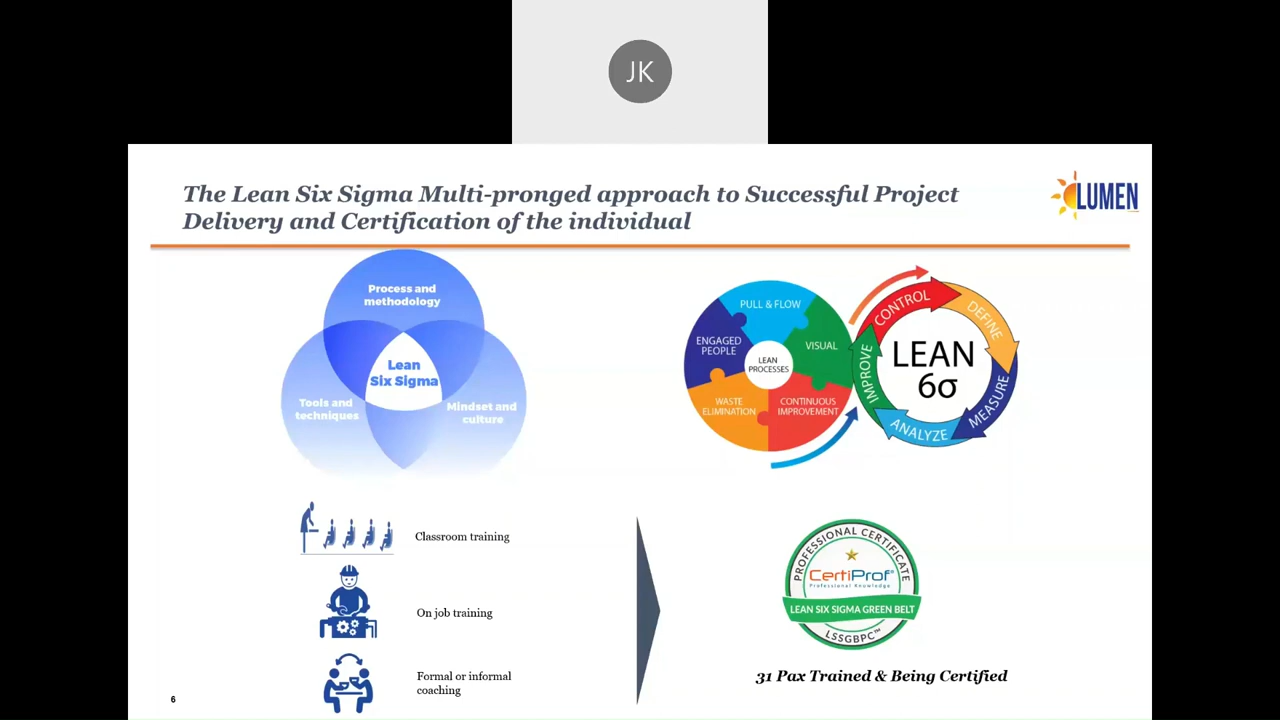 JK
The Lean Six Sigma Multi-pronged approach to Successful Project
Delivery and Certification of the individual
LUMEN
Process and
methodology
Lean
Six Sigma
Tools and
techniques
Mindset and
culture
PULL & FLOW
ENGAGED
PEOPLE
VISUAL
LEAN
PROCESSES
WASTE
ELIMINATION
CONTINUOUS
IMPROVEMENT
CONTROL
DEFINE
MEASURE
ANALYZE
IMPROVE
LEAN
6σ
Classroom training
On job training
Formal or informal
coaching
PROFESSIONAL CERTIFICATE
CertiProf®
Professional Knowledge
LEAN SIX SIGMA GREEN BELT
LSSGBPC™
31 Pax Trained & Being Certified
6